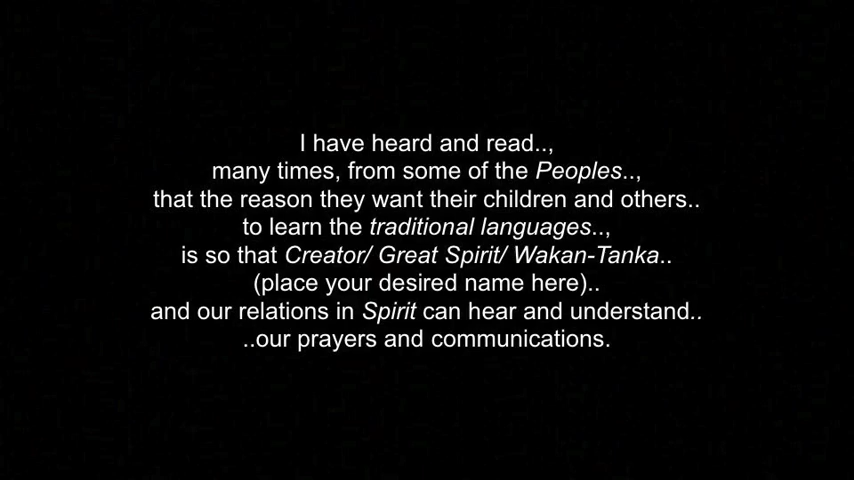 I have heard and read..,
many times, from some of the Peoples..,
that the reason they want their children and others..
to learn the traditional languages..,
is so that Creator/ Great Spirit/ Wakan-Tanka..
(place your desired name here)..
and our relations in Spirit can hear and understand..
..our prayers and communications.